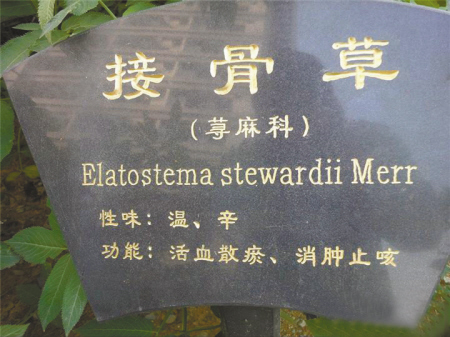 接骨草
（荨麻科）
Elatostema stewardii Merr
性味：温、辛
功能：活血散瘀、消肿止咳